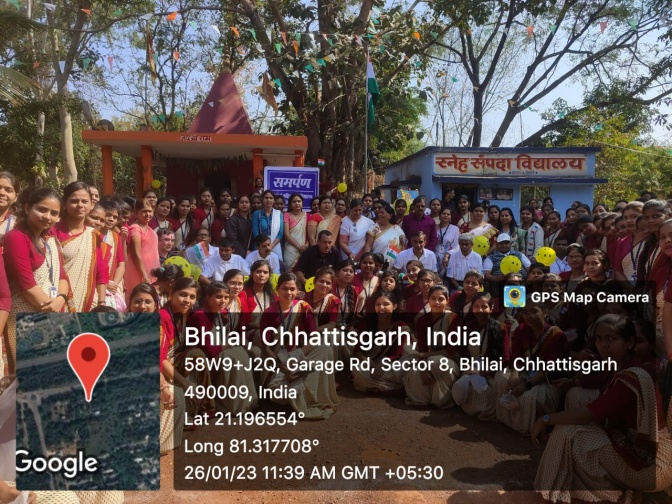 समर्पण
स्नेह संपदा विद्यालय
GPS Map Camera
Bhilai, Chhattisgarh, India
58W9+J2Q, Garage Rd, Sector 8, Bhilai, Chhattisgarh
490009, India
Lat 21.196554°
Long 81.317708°
26/01/23 11:39 AM GMT +05:30
Google